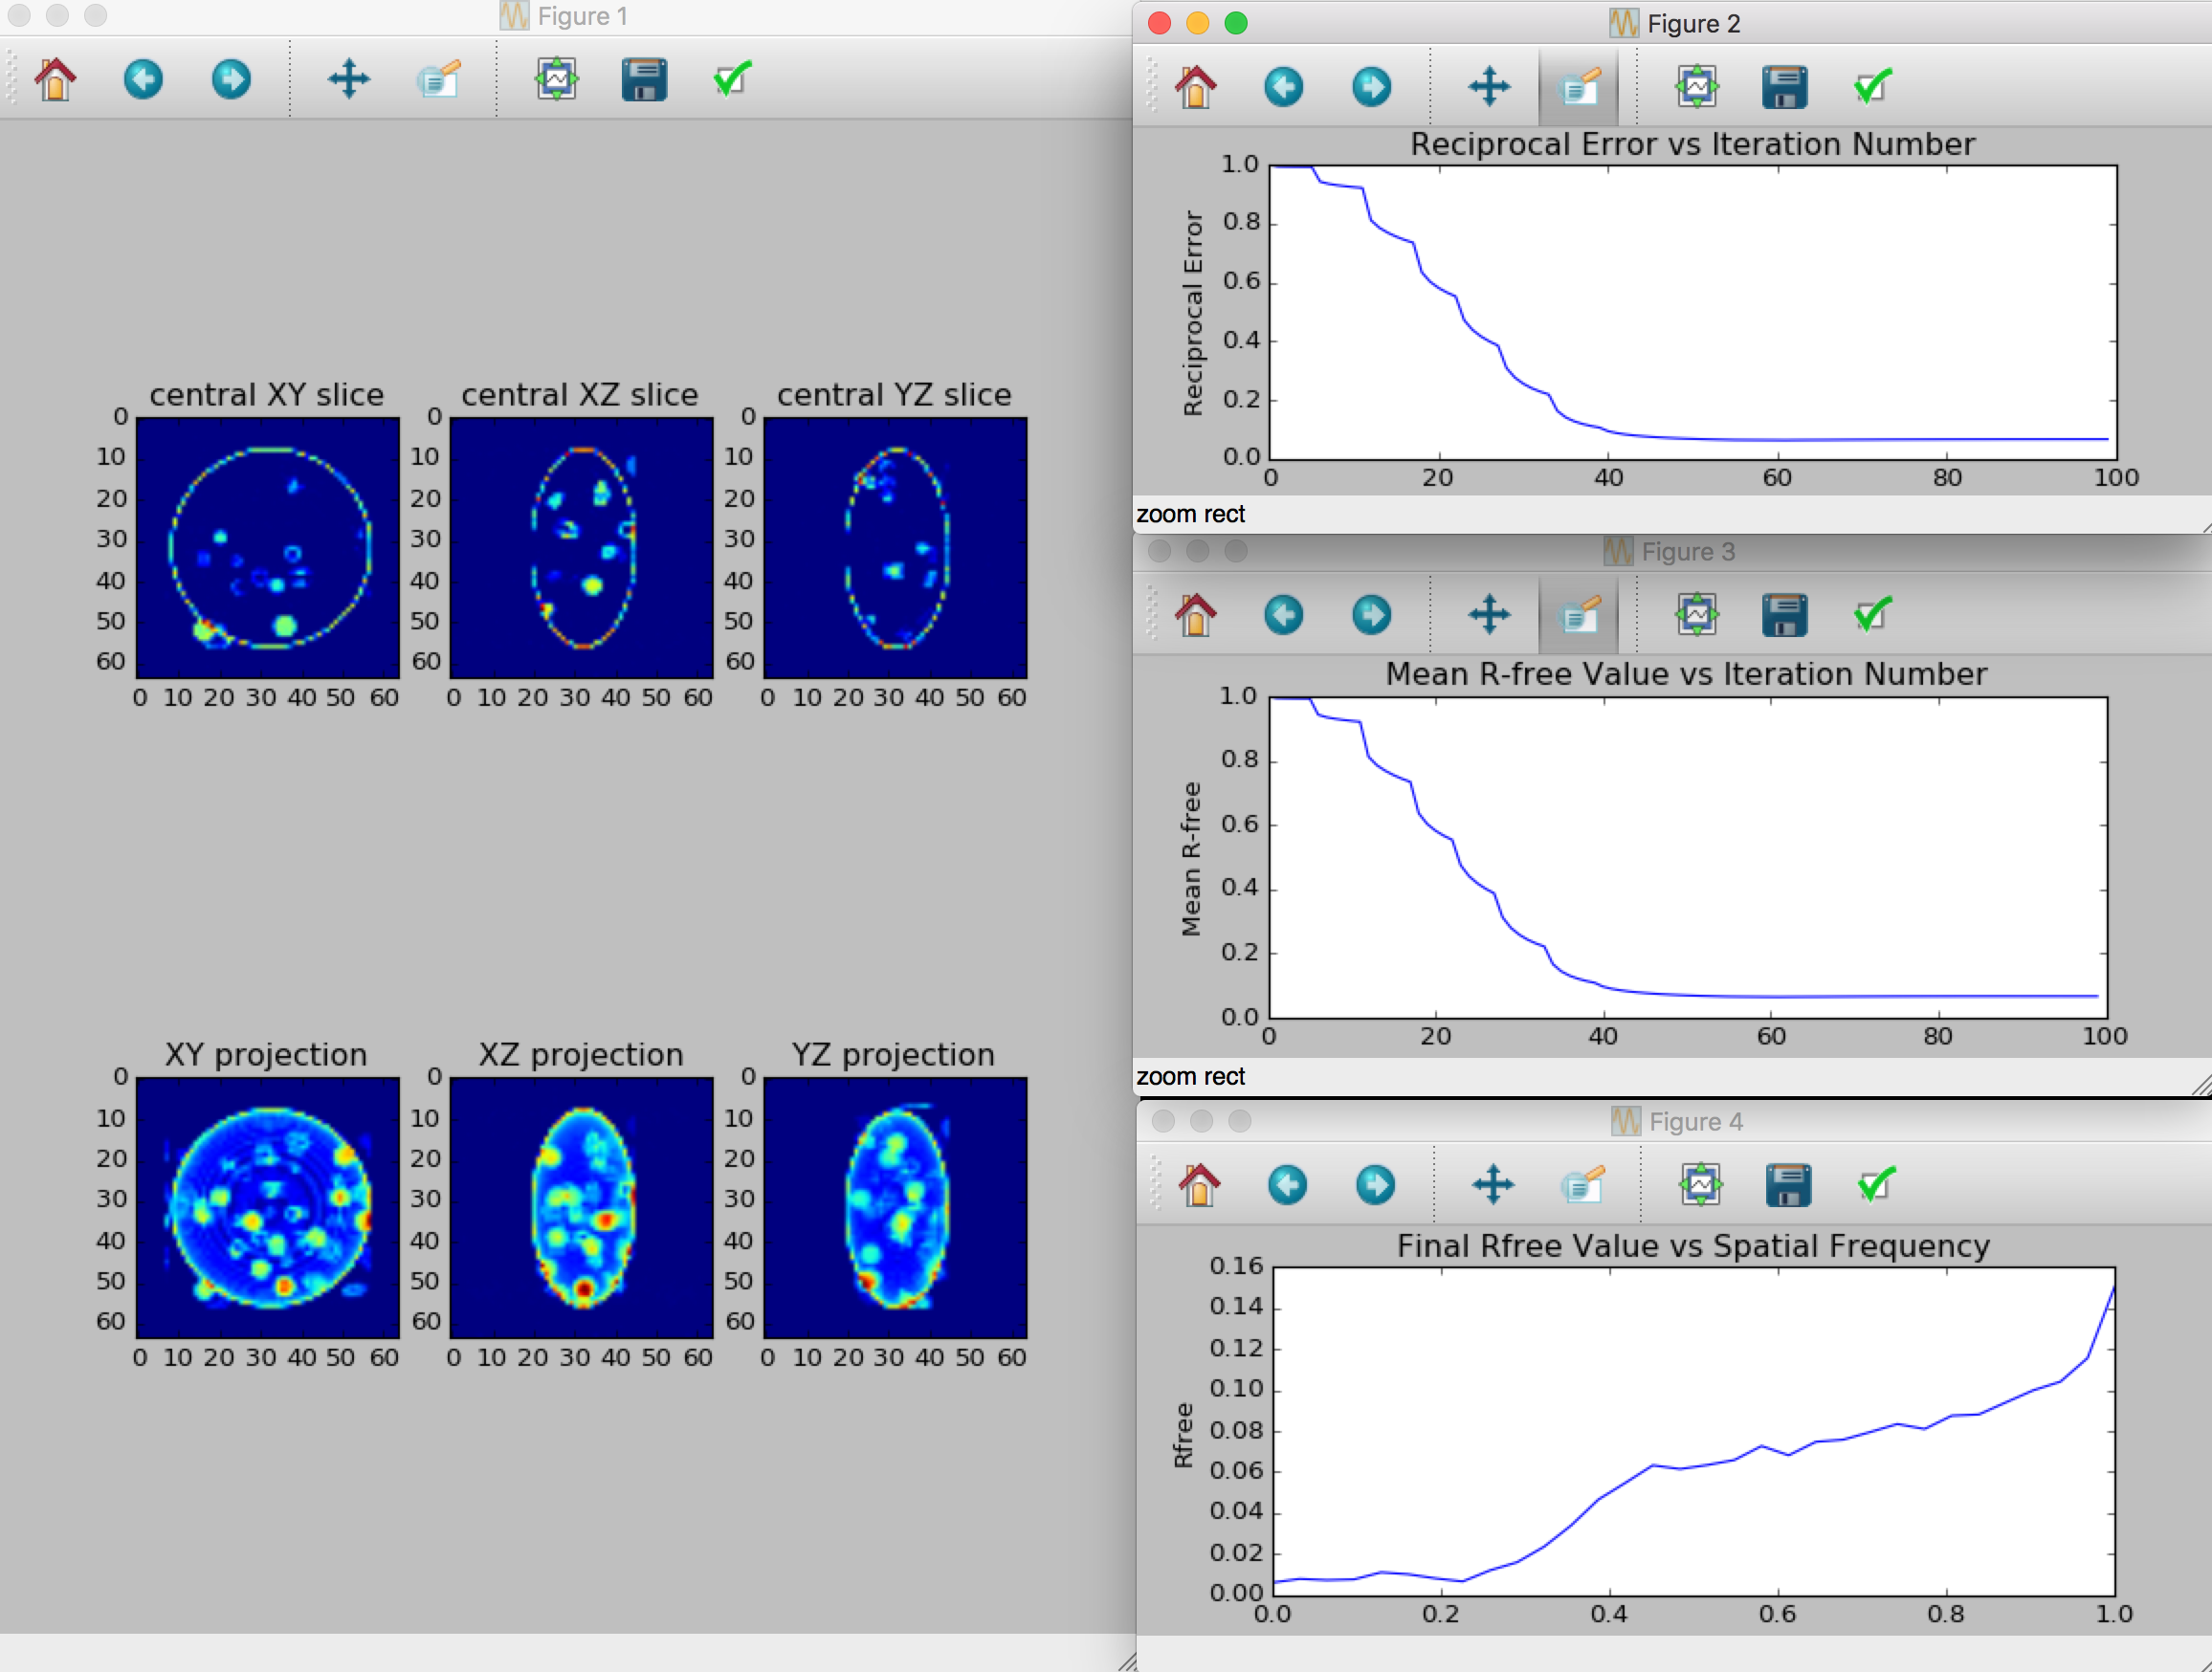 Figure 1
central XY slice
0
10
20
30
40
50
60
0 10 20 30 40 50 60
central XZ slice
0
10
20
30
40
50
60
0 10 20 30 40 50 60
central YZ slice
0
10
20
30
40
50
60
0 10 20 30 40 50 60
XY projection
0
10
20
30
40
50
60
0 10 20 30 40 50 60
XZ projection
0
10
20
30
40
50
60
0 10 20 30 40 50 60
YZ projection
0
10
20
30
40
50
60
0 10 20 30 40 50 60
Figure 2
Reciprocal Error vs Iteration Number
Reciprocal Error
1.0
0.8
0.6
0.4
0.2
0.0
0 20 40 60 80 100
zoom rect
Figure 3
Mean R-free Value vs Iteration Number
Mean R-free
1.0
0.8
0.6
0.4
0.2
0.0
0 20 40 60 80 100
zoom rect
Figure 4
Final Rfree Value vs Spatial Frequency
Rfree
0.16
0.14
0.12
0.10
0.08
0.06
0.04
0.02
0.00
0.0 0.2 0.4 0.6 0.8 1.0